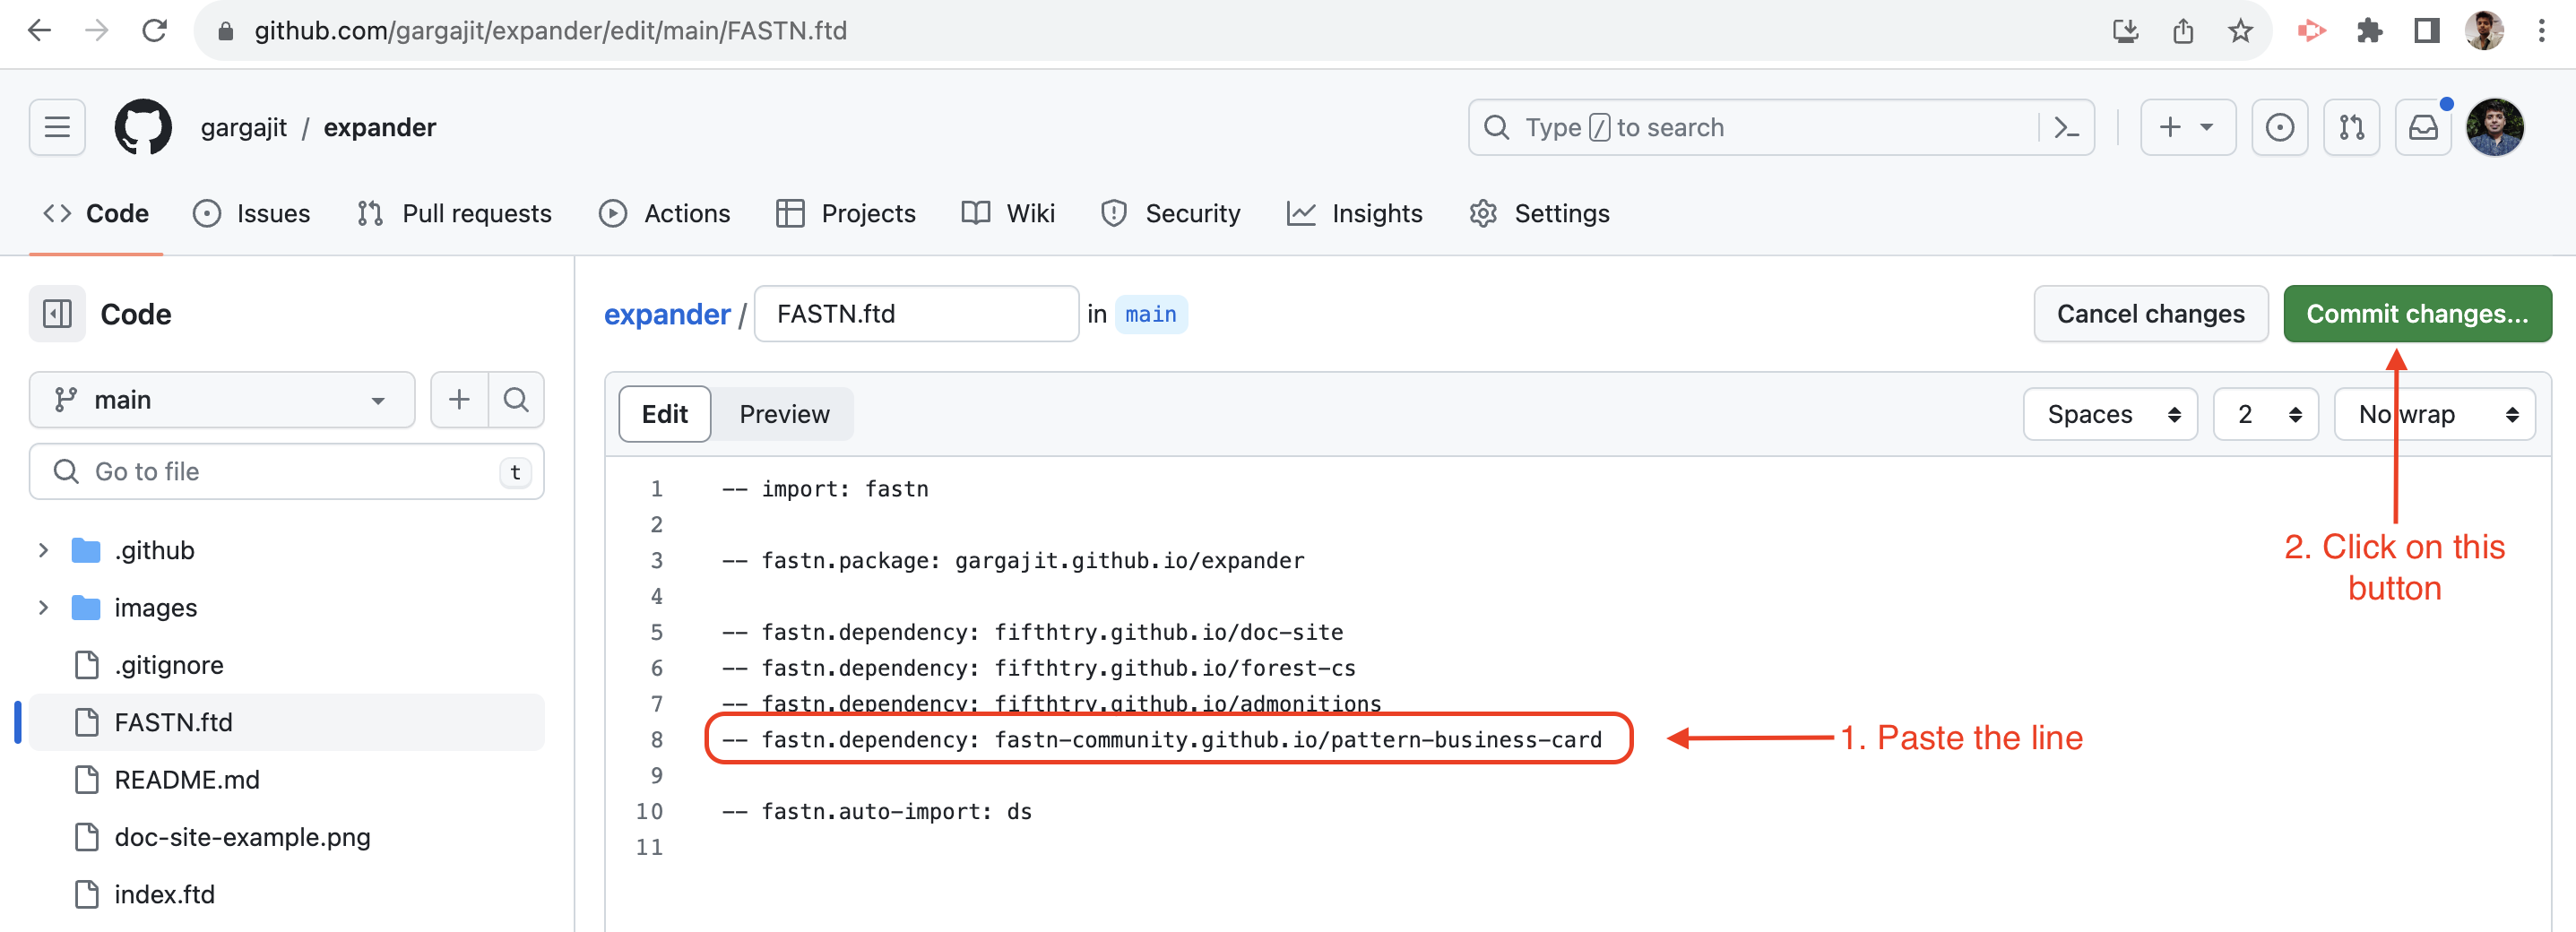 github.com/gargajit/expander/edit/main/FASTN.ftd
gargajit / expander
Type / to search
Code Issues Pull requests Actions Projects Wiki Security Insights Settings
Code
expander / FASTN.ftd in main
Cancel changes Commit changes...
main
Edit Preview
Spaces 2 No wrap
Go to file t
.github
images
.gitignore
FASTN.ftd
README.md
doc-site-example.png
index.ftd
1 -- import: fastn
2
3 -- fastn.package: gargajit.github.io/expander
4
5 -- fastn.dependency: fifthtry.github.io/doc-site
6 -- fastn.dependency: fifthtry.github.io/forest-cs
7 -- fastn.dependency: fifthtry.github.io/admonitions
8 -- fastn.dependency: fastn-community.github.io/pattern-business-card
9
10 -- fastn.auto-import: ds
11
1. Paste the line
2. Click on this
button